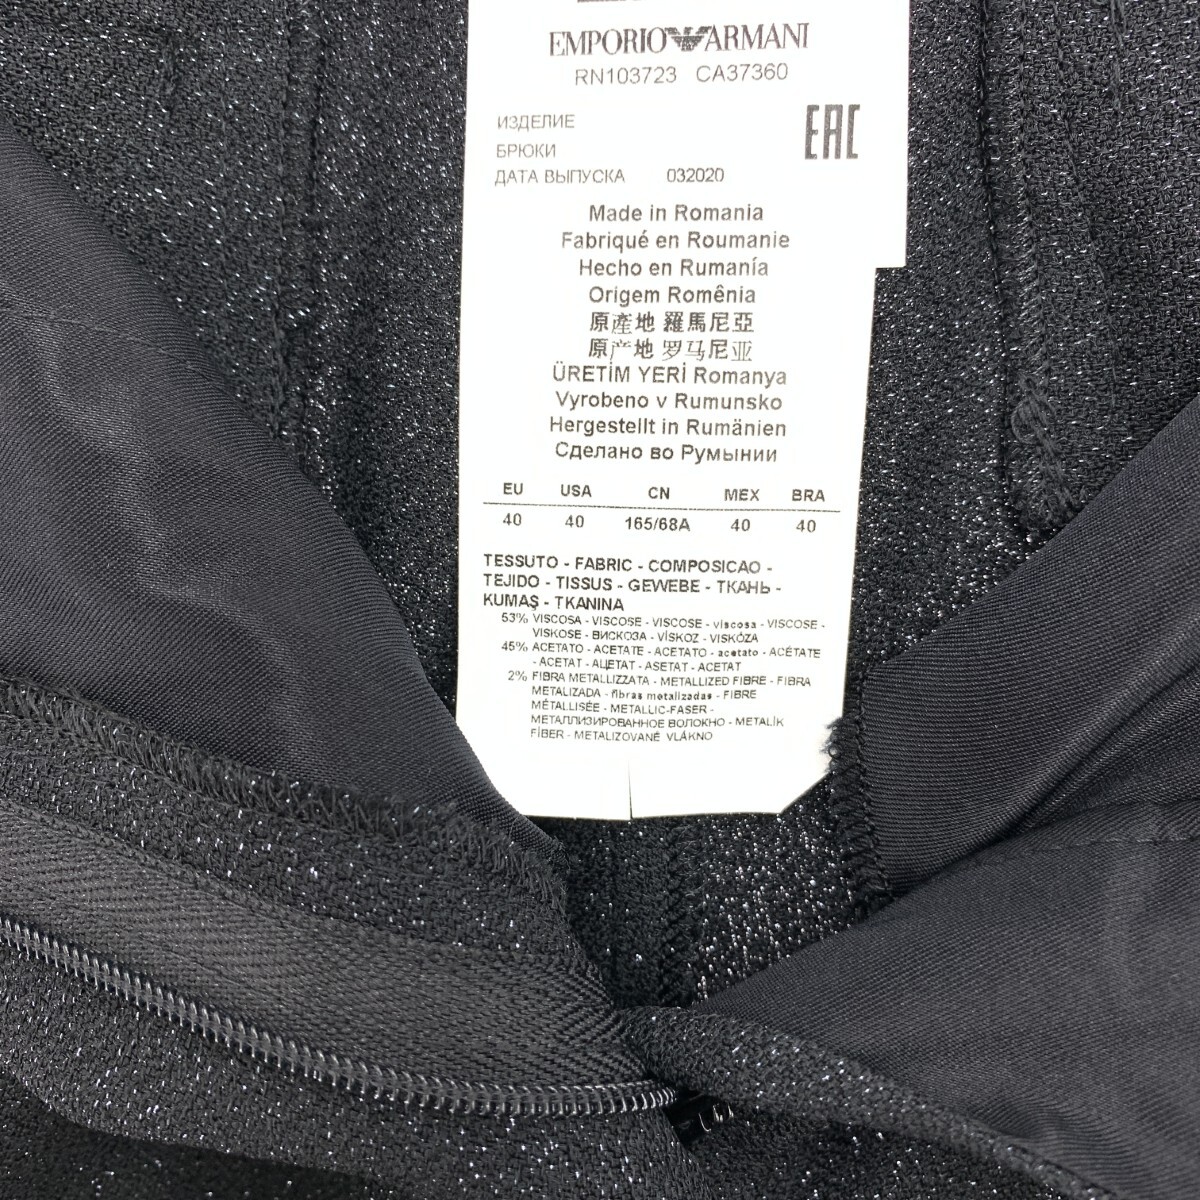 EMPORIO ARMANI
RN103723 CA37360
EAC
ИЗДЕЛИЕ
БРЮКИ
ДАТА ВЫПУСКА 032020
Made in Romania
Fabriqué en Roumanie
Hecho en Rumanía
Origem Romênia
原產地 羅馬尼亞
原产地 罗马尼亚
ÜRETİM YERİ Romanya
Vyrobeno v Rumunsko
Hergestellt in Rumänien
Сделано во Румынии
EU USA CN MEX BRA
40 40 165/68A 40 40
TESSUTO - FABRIC - COMPOSICAO -
TEJIDO - TISSUS - GEWEBE - ТКАНЬ -
KUMAŞ - TKANINA
53% VISCOSA - VISCOSE - VISCOSE - viscosa - VISCOSE -
VISKOSE - ВИСКОЗА - VİSKOZ - VISKÓZA
45% ACETATO - ACETATE - ACETATO - acetato - ACÉTATE
- ACETAT - АЦЕТАТ - ASETAT - ACETAT
2% FIBRA METALLIZZATA - METALLIZED FIBRE - FIBRA
METALIZADA - fibras metalizadas - FIBRE
MÉTALLISÉE - METALLIC-FASER -
МЕТАЛЛИЗИРОВАННОЕ ВОЛОКНО - METALİK
FİBER - METALIZOVANÉ VLÁKNO